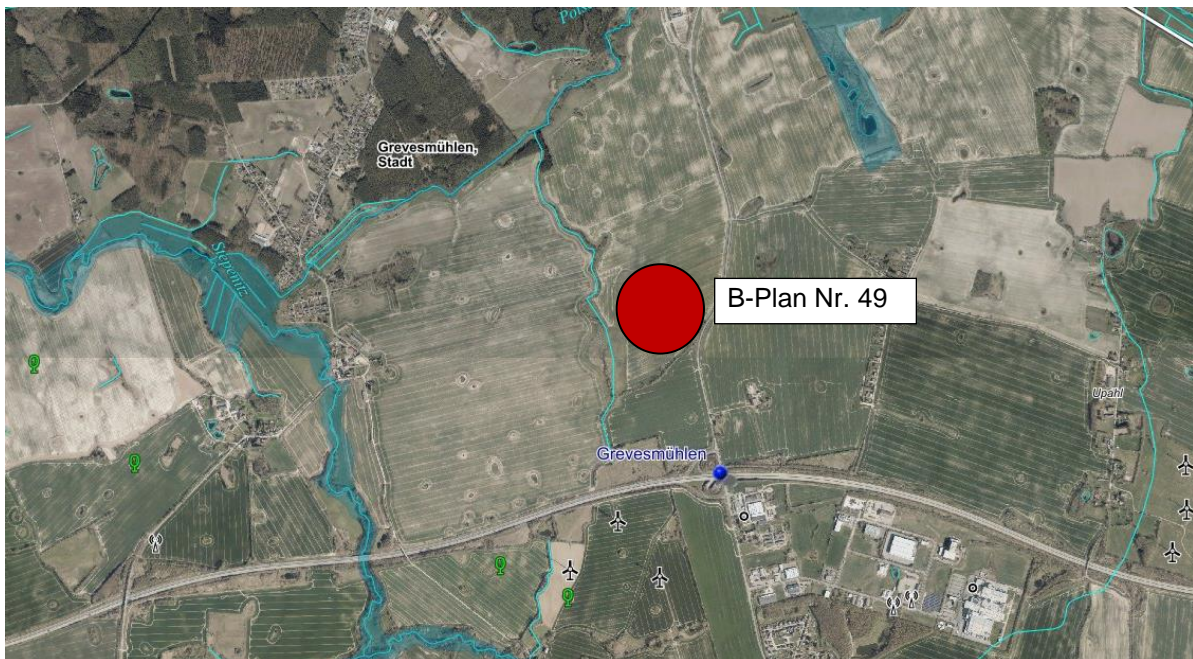 Grevesmühlen,
Stadt
Stepenitz
B-Plan Nr. 49
Upahl
Grevesmühlen